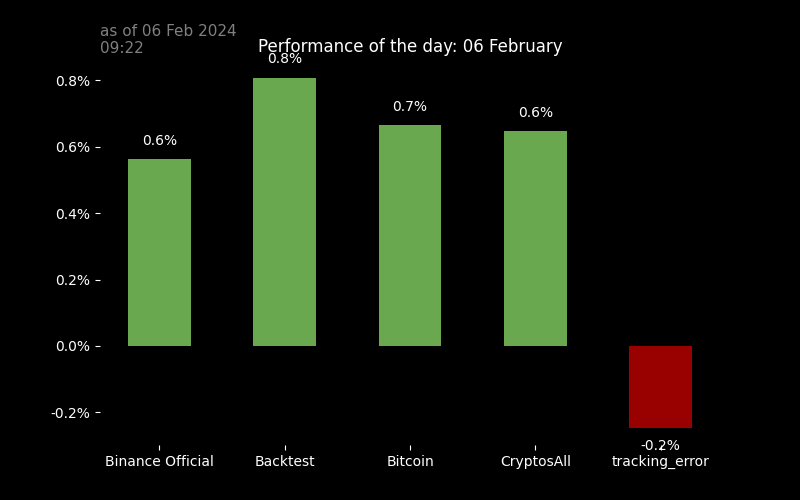 as of 06 Feb 2024
09:22
Performance of the day: 06 February
0.8%
0.6%
0.4%
0.2%
0.0%
-0.2%
0.6%
0.8%
0.7%
0.6%
-0.2%
Binance Official
Backtest
Bitcoin
CryptosAll
tracking_error